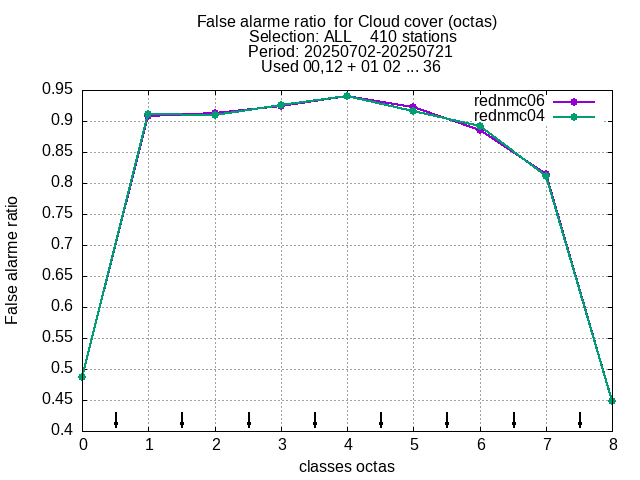 False alarme ratio  for Cloud cover (octas)
Selection: ALL    410 stations
Period: 20250702-20250721
Used 00,12 + 01 02 ... 36
rednmc06
rednmc04
False alarme ratio
0.95
0.9
0.85
0.8
0.75
0.7
0.65
0.6
0.55
0.5
0.45
0.4
0 1 2 3 4 5 6 7 8
classes octas